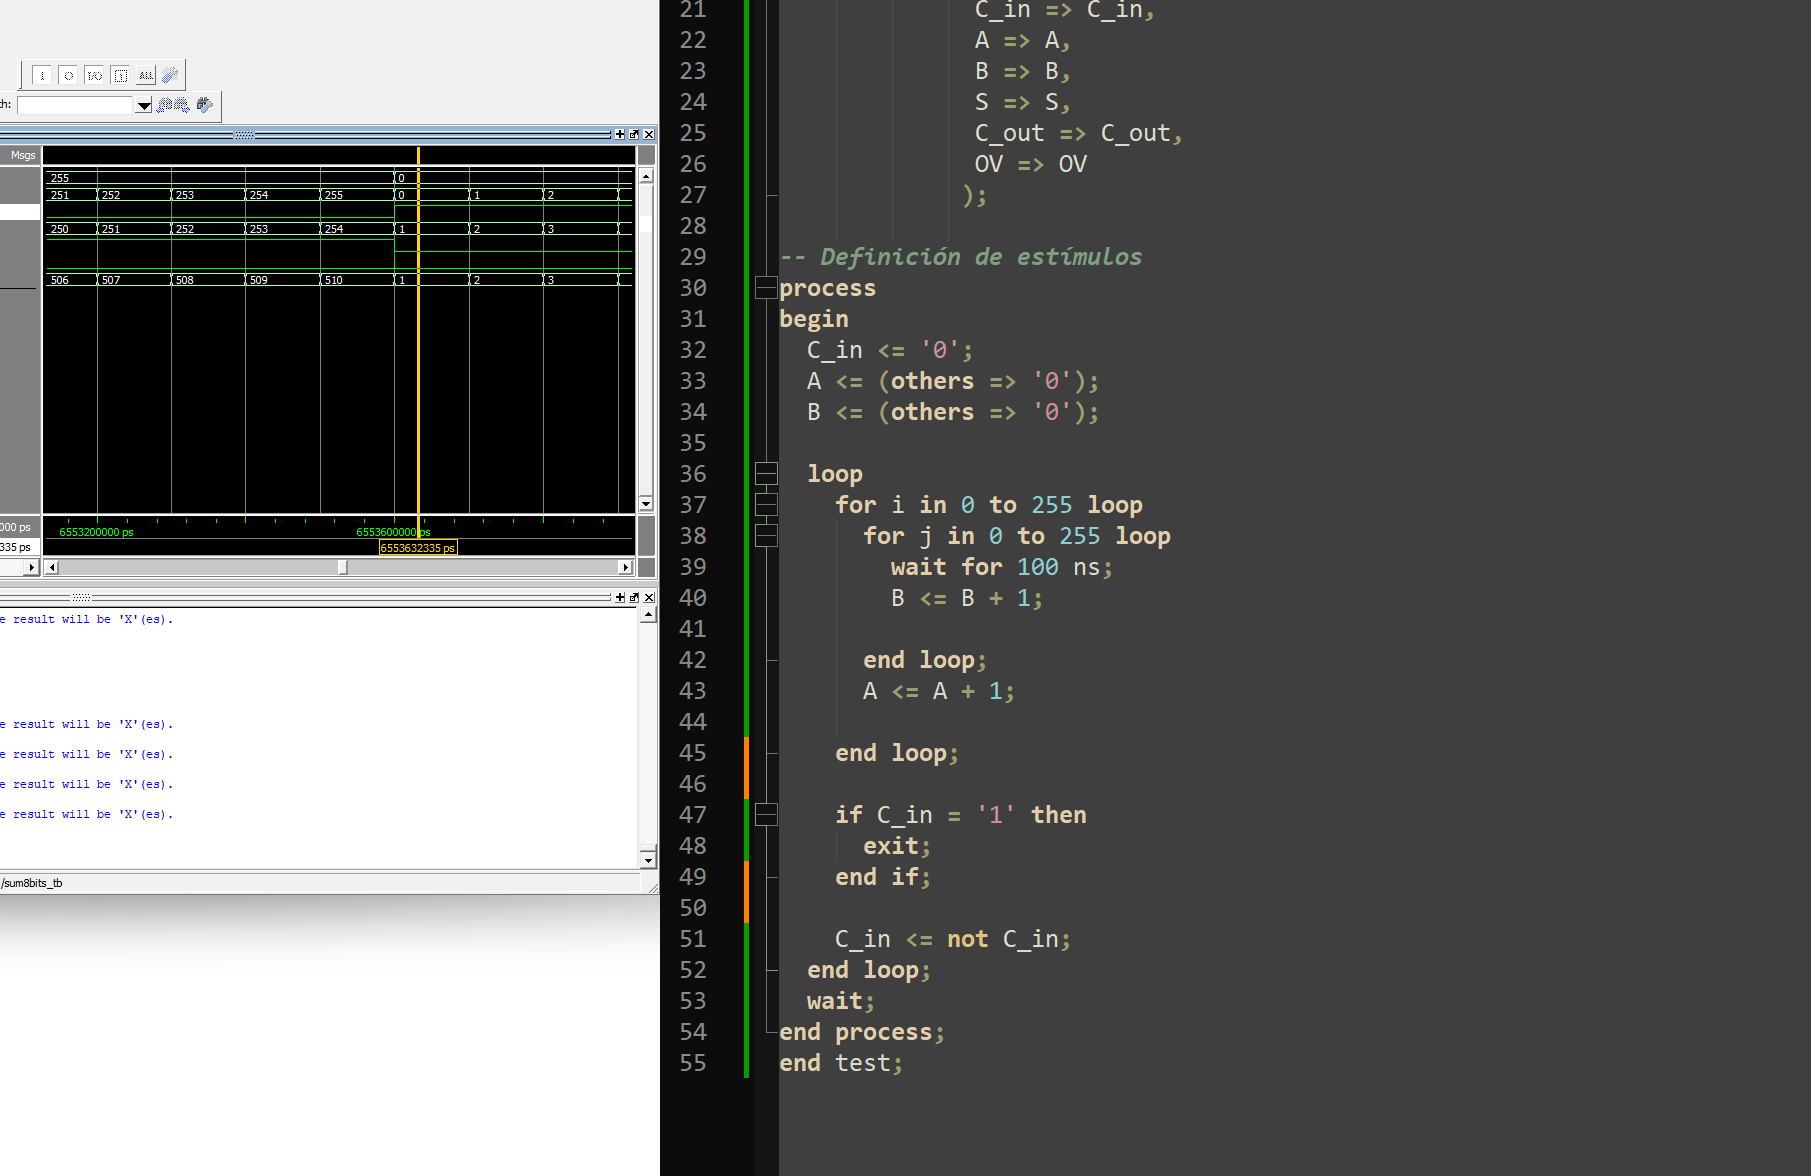 I O I/O ALL
th:
Msgs
255 0
251 252 253 254 255 0 1 2
250 251 252 253 254 1 2 3
506 507 508 509 510 1 2 3
000 ps
6553200000 ps 6553600000 ps
335 ps
6553632335 ps
e result will be 'X'(es).
e result will be 'X'(es).
e result will be 'X'(es).
e result will be 'X'(es).
e result will be 'X'(es).
/sum8bits_tb
21 C_in => C_in,
22 A => A,
23 B => B,
24 S => S,
25 C_out => C_out,
26 OV => OV
27 );
28
29 -- Definición de estímulos
30 process
31 begin
32 C_in <= '0';
33 A <= (others => '0');
34 B <= (others => '0');
35
36 loop
37 for i in 0 to 255 loop
38 for j in 0 to 255 loop
39 wait for 100 ns;
40 B <= B + 1;
41
42 end loop;
43 A <= A + 1;
44
45 end loop;
46
47 if C_in = '1' then
48 exit;
49 end if;
50
51 C_in <= not C_in;
52 end loop;
53 wait;
54 end process;
55 end test;